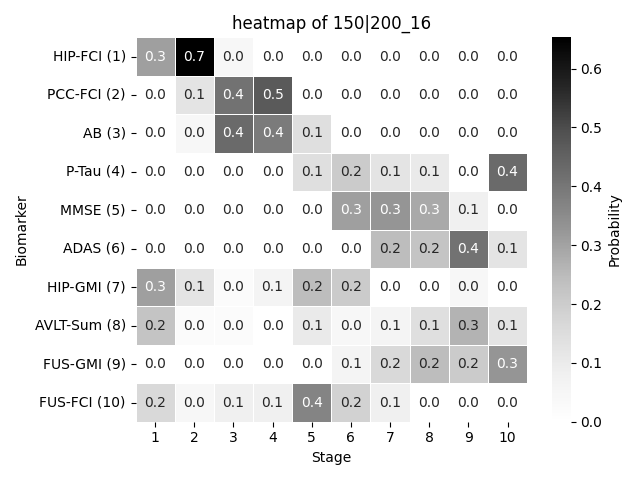 heatmap of 150|200_16
HIP-FCI (1) 0.3 0.7 0.0 0.0 0.0 0.0 0.0 0.0 0.0 0.0
PCC-FCI (2) 0.0 0.1 0.4 0.5 0.0 0.0 0.0 0.0 0.0 0.0
AB (3) 0.0 0.0 0.4 0.4 0.1 0.0 0.0 0.0 0.0 0.0
P-Tau (4) 0.0 0.0 0.0 0.0 0.1 0.2 0.1 0.1 0.0 0.4
MMSE (5) 0.0 0.0 0.0 0.0 0.0 0.3 0.3 0.3 0.1 0.0
ADAS (6) 0.0 0.0 0.0 0.0 0.0 0.0 0.2 0.2 0.4 0.1
HIP-GMI (7) 0.3 0.1 0.0 0.1 0.2 0.2 0.0 0.0 0.0 0.0
AVLT-Sum (8) 0.2 0.0 0.0 0.0 0.1 0.0 0.1 0.1 0.3 0.1
FUS-GMI (9) 0.0 0.0 0.0 0.0 0.0 0.1 0.2 0.2 0.2 0.3
FUS-FCI (10) 0.2 0.0 0.1 0.1 0.4 0.2 0.1 0.0 0.0 0.0
1 2 3 4 5 6 7 8 9 10
Stage
Biomarker
0.6
0.5
0.4
0.3
0.2
0.1
0.0
Probability